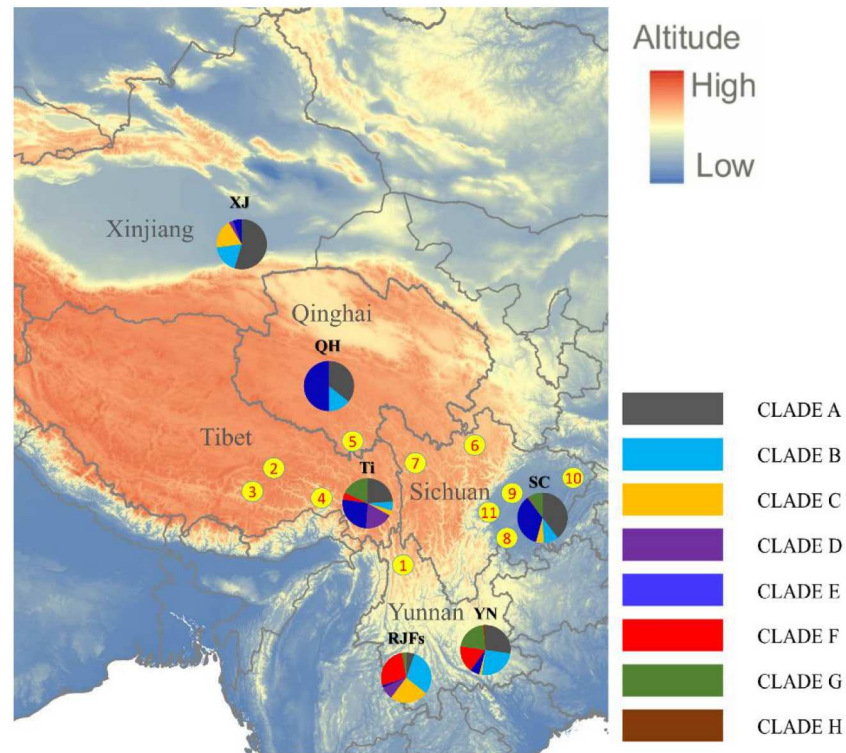 Altitude
High
Low
XJ
Xinjiang
Qinghai
QH
Tibet
5
6
2
7
Ti
3
4
Sichuan
SC
10
9
11
8
1
Yunnan
YN
RJFs
CLADE A
CLADE B
CLADE C
CLADE D
CLADE E
CLADE F
CLADE G
CLADE H